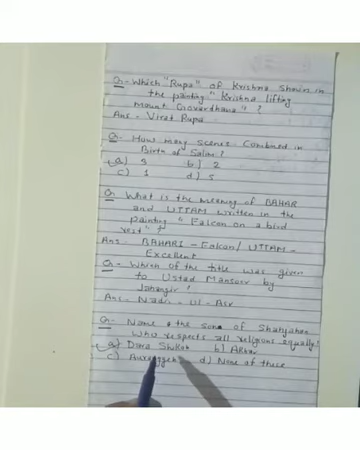 Q- Which "Rupa" of Krishna shown in
the painting "Krishna lifting
mount Goverdhana" ?
Ans - Virat Rupa
Q- How many scenes Combined in
Birth of Salim ?
a) 3 b) 2
c) 1 d) 5
Q- What is the meaning of BAHAR
and UTTAM written in the
painting "Falcon on a bird
rest" ?
Ans. BAHARI - Falcon/ UTTAM -
Excellent
Q- Which of the title was given
to Ustad Mansoor by
Jahangir ?
Ans. Nadir - Ul - Asr
Q- Name the son of Shahjahan
Who respects all religions equally?
a) Dara Shikoh b) Akbar
c) d) None of these